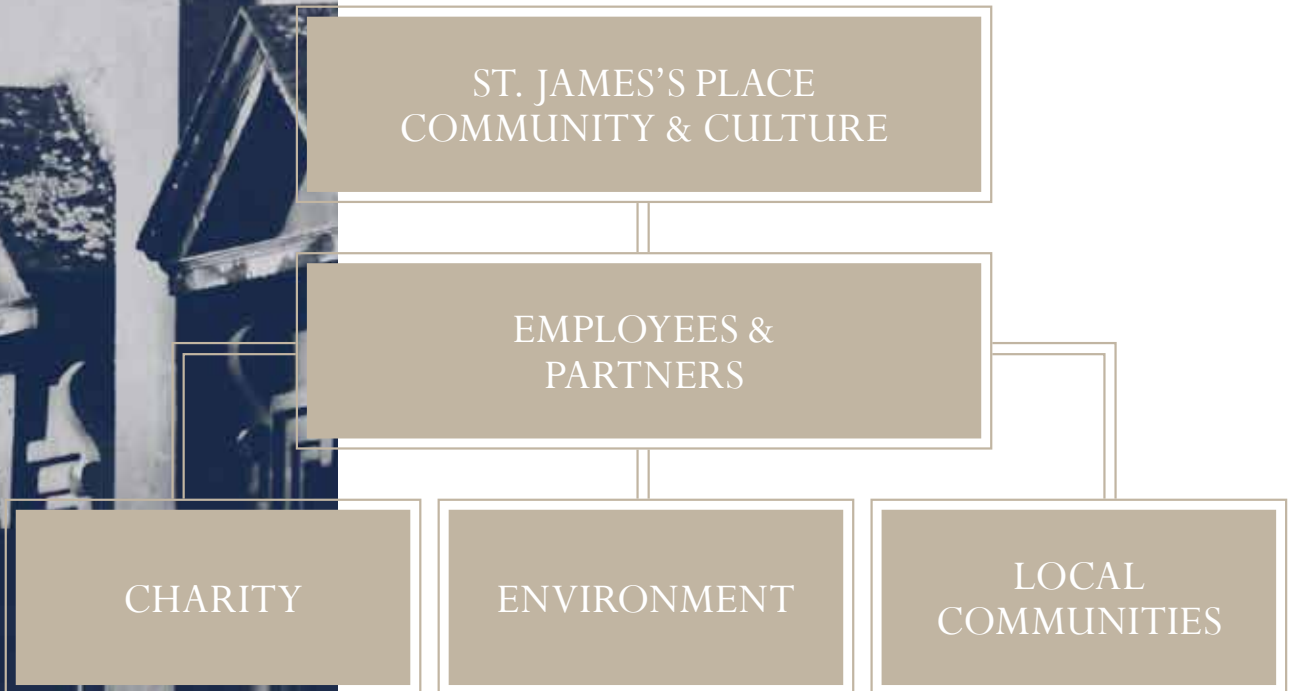 ST. JAMES’S PLACE
COMMUNITY & CULTURE
EMPLOYEES &
PARTNERS
CHARITY
ENVIRONMENT
LOCAL
COMMUNITIES